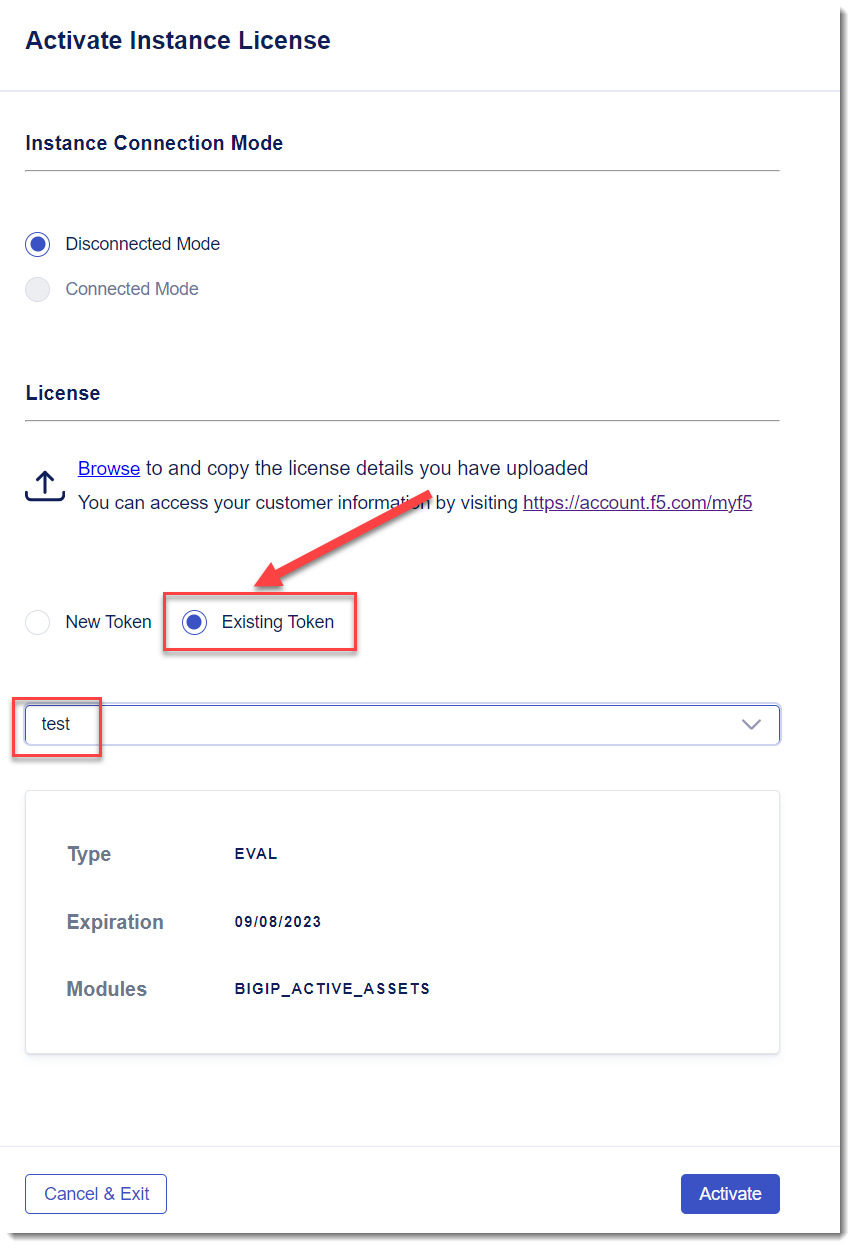 Activate Instance License
Instance Connection Mode
Disconnected Mode
Connected Mode
License
Browse to and copy the license details you have uploaded
You can access your customer information by visiting https://account.f5.com/myf5
New Token Existing Token
test
Type EVAL
Expiration 09/08/2023
Modules BIGIP_ACTIVE_ASSETS
Cancel & Exit Activate